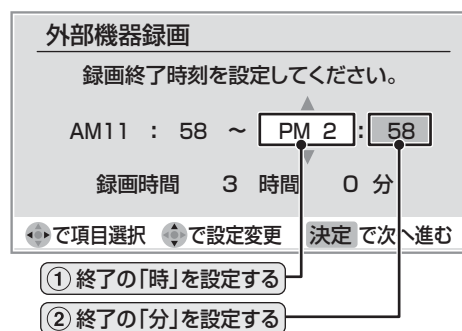 外部機器録画
録画終了時刻を設定してください。
AM11 : 58 ~ PM 2 : 58
録画時間 3 時間 0 分
で項目選択 で設定変更 決定 で次へ進む
① 終了の「時」を設定する
② 終了の「分」を設定する